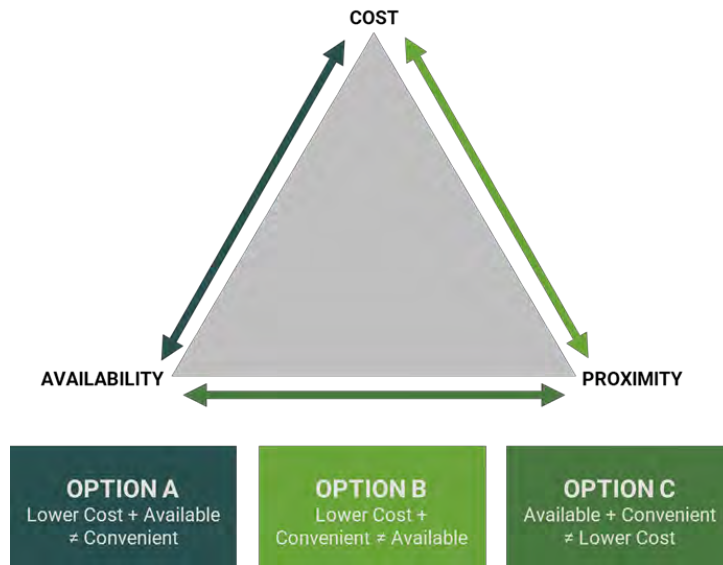 COST
AVAILABILITY
PROXIMITY
OPTION A
Lower Cost + Available
≠ Convenient
OPTION B
Lower Cost +
Convenient ≠ Available
OPTION C
Available + Convenient
≠ Lower Cost